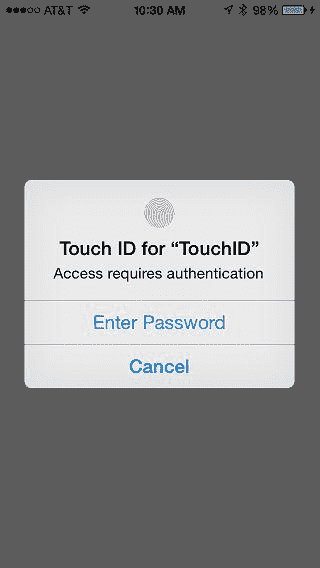 AT&T 10:30 AM 98%
Touch ID for “TouchID”
Access requires authentication
Enter Password
Cancel